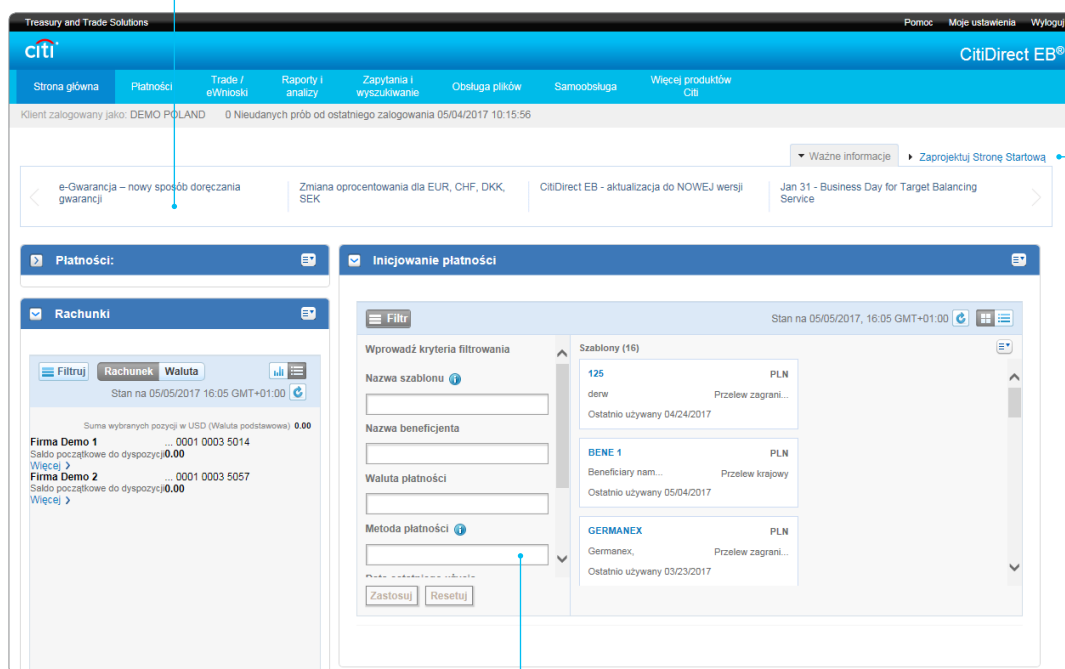 Treasury and Trade Solutions
Pomoc Moje ustawienia Wyloguj
citi
CitiDirect EB®
Strona główna Płatności Trade / eWnioski Raporty i analizy Zapytania i wyszukiwanie Obsługa plików Samoobsługa Więcej produktów Citi
Klient zalogowany jako: DEMO POLAND 0 Nieudanych prób od ostatniego zalogowania 05/04/2017 10:15:56
Ważne informacje Zaprojektuj Stronę Startową
e-Gwarancja – nowy sposób doręczania gwarancji
Zmiana oprocentowania dla EUR, CHF, DKK, SEK
CitiDirect EB - aktualizacja do NOWEJ wersji
Jan 31 - Business Day for Target Balancing Service
Płatności:
Rachunki
Filtruj Rachunek Waluta
Stan na 05/05/2017 16:05 GMT+01:00
Suma wybranych pozycji w USD (Waluta podstawowa) 0.00
Firma Demo 1 ... 0001 0003 5014
Saldo początkowe do dyspozycji0.00
Więcej
Firma Demo 2 ... 0001 0003 5057
Saldo początkowe do dyspozycji0.00
Więcej
Inicjowanie płatności
Filtr
Stan na 05/05/2017, 16:05 GMT+01:00
Wprowadź kryteria filtrowania
Nazwa szablonu
Nazwa beneficjenta
Waluta płatności
Metoda płatności
Zastosuj Resetuj
Szablony (16)
125 PLN
derw Przelew zagrani...
Ostatnio używany 04/24/2017
BENE 1 PLN
Beneficiary nam... Przelew krajowy
Ostatnio używany 05/04/2017
GERMANEX PLN
Germanex, Przelew zagrani...
Ostatnio używany 03/23/2017